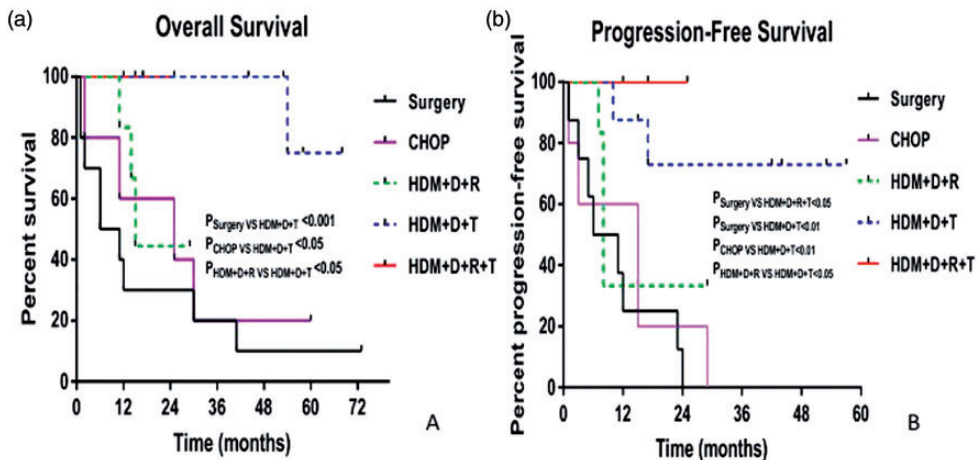 (a)
Overall Survival
Percent survival
100
80
60
40
20
0
0 12 24 36 48 60 72
Time (months)
Surgery
CHOP
HDM+D+R
HDM+D+T
HDM+D+R+T
PSurgery VS HDM+D+T <0.001
PCHOP VS HDM+D+T <0.05
PHDM+D+R VS HDM+D+T <0.05
A
(b)
Progression-Free Survival
Percent progression-free survival
100
80
60
40
20
0
0 12 24 36 48 60
Time (months)
Surgery
CHOP
HDM+D+R
HDM+D+T
HDM+D+R+T
PSurgery VS HDM+D+R+T<0.05
PSurgery VS HDM+D+T<0.01
PCHOP VS HDM+D+T<0.01
PHDM+D+R VS HDM+D+T<0.05
B